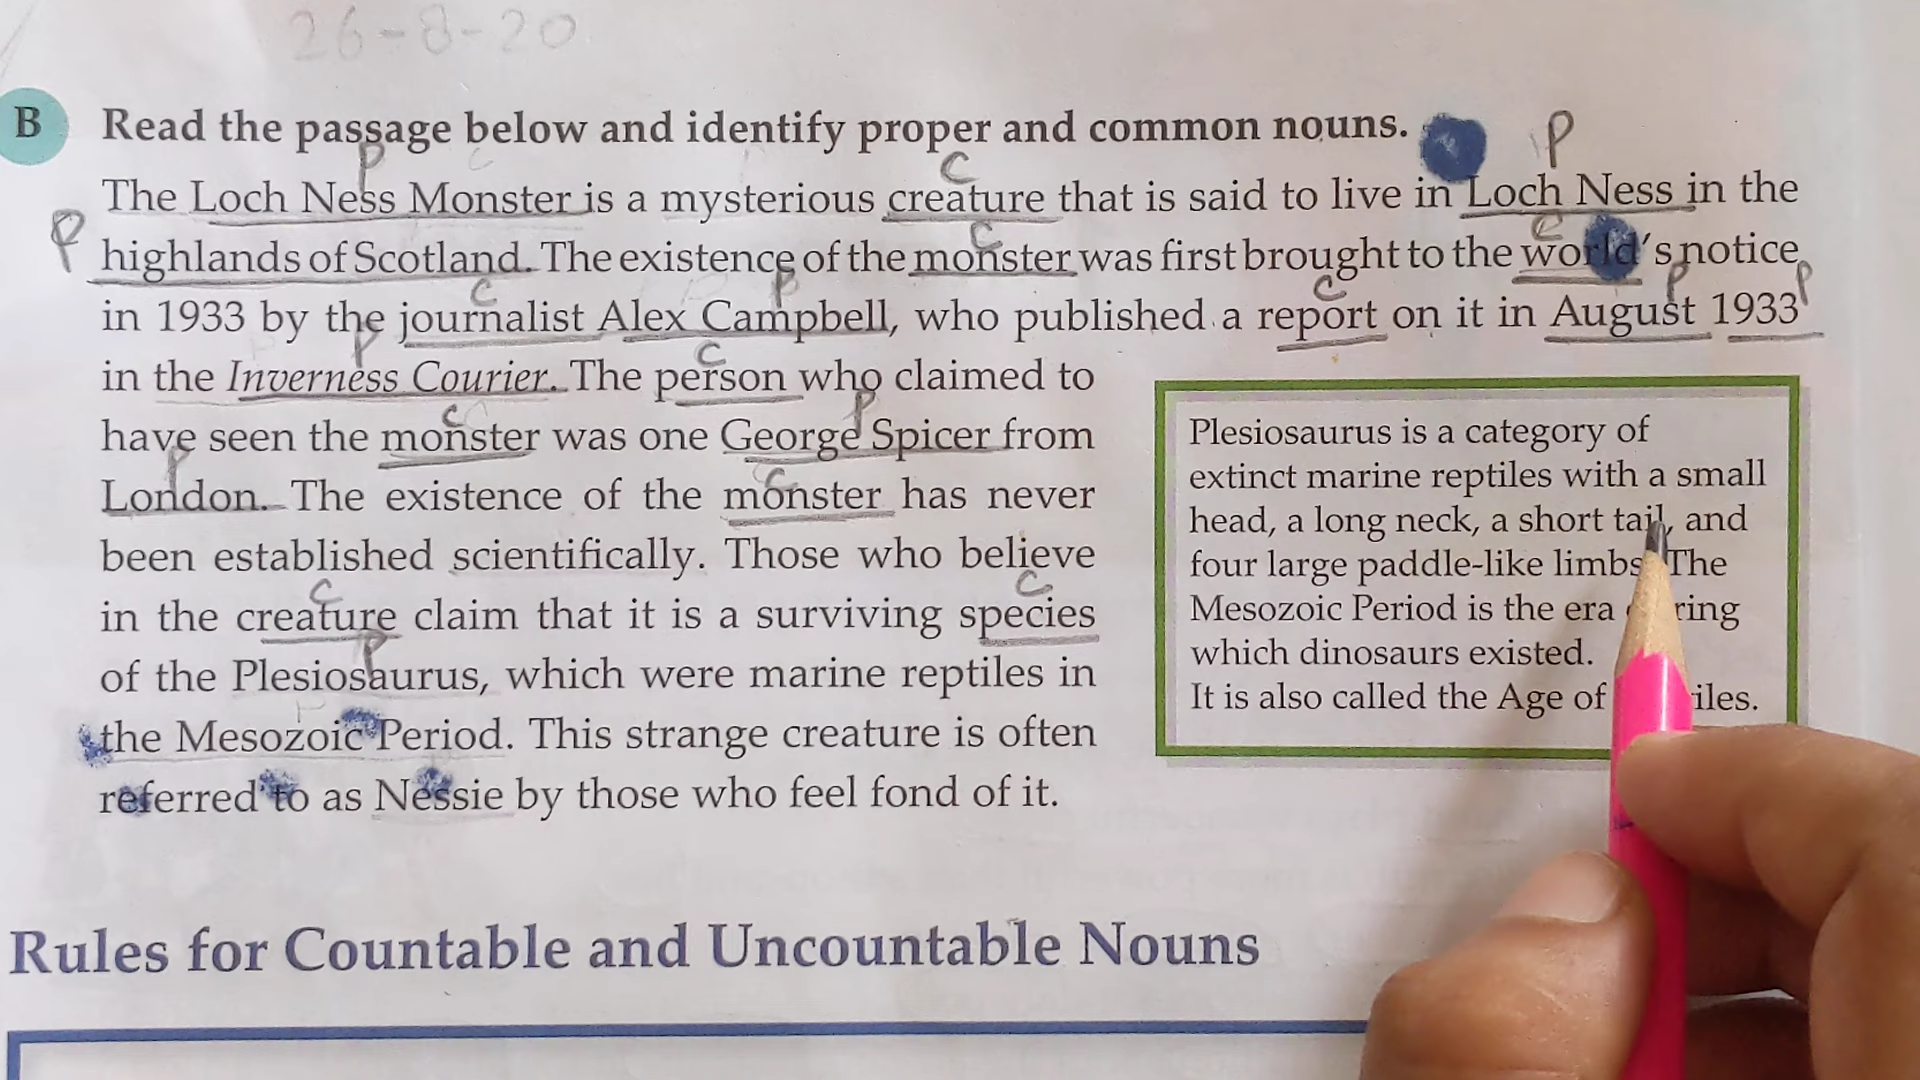 26-8-20
B Read the passage below and identify proper and common nouns.
P C P
The Loch Ness Monster is a mysterious creature that is said to live in Loch Ness in the
P C C
highlands of Scotland. The existence of the monster was first brought to the world's notice
C P C P P
in 1933 by the journalist Alex Campbell, who published a report on it in August 1933
P C
in the Inverness Courier. The person who claimed to
C P
have seen the monster was one George Spicer from
P C
London. The existence of the monster has never
been established scientifically. Those who believe
C C
in the creature claim that it is a surviving species
P
of the Plesiosaurus, which were marine reptiles in
P
the Mesozoic Period. This strange creature is often
referred to as Nessie by those who feel fond of it.
Plesiosaurus is a category of
extinct marine reptiles with a small
head, a long neck, a short tail, and
four large paddle-like limbs. The
Mesozoic Period is the era
which dinosaurs existed.
It is also called the Age of
Rules for Countable and Uncountable Nouns